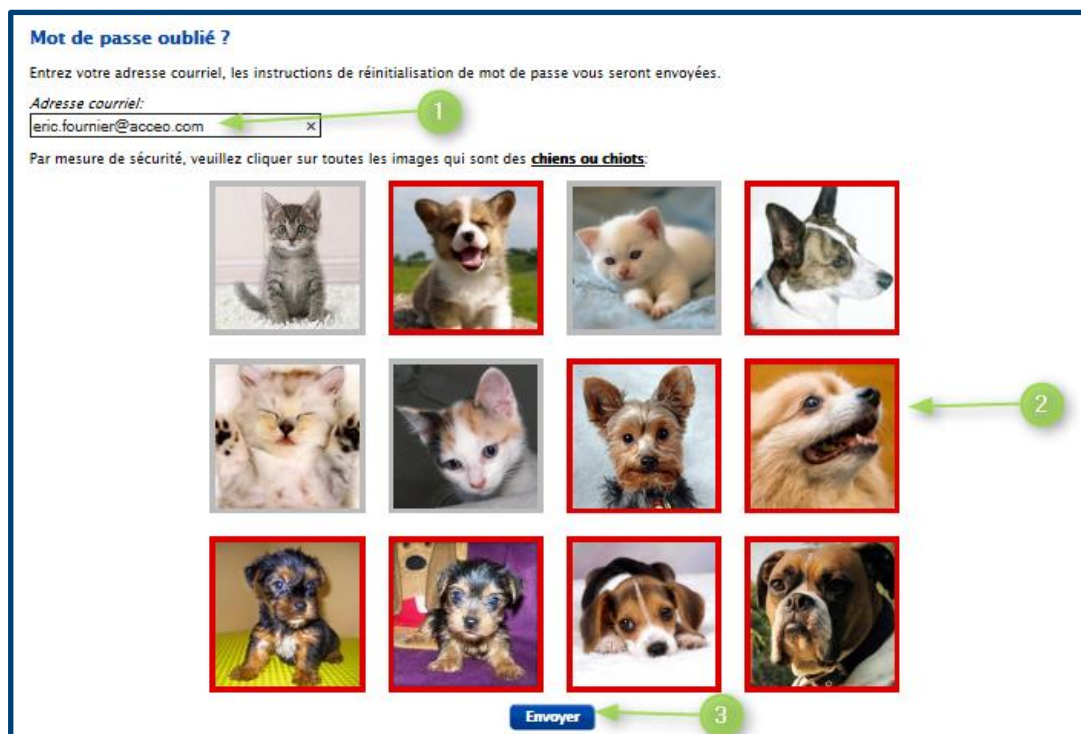 Mot de passe oublié ?
Entrez votre adresse courriel, les instructions de réinitialisation de mot de passe vous seront envoyées.
Adresse courriel:
eric.fournier@acceo.com ×
1
Par mesure de sécurité, veuillez cliquer sur toutes les images qui sont des chiens ou chiots:
2
Envoyer
3